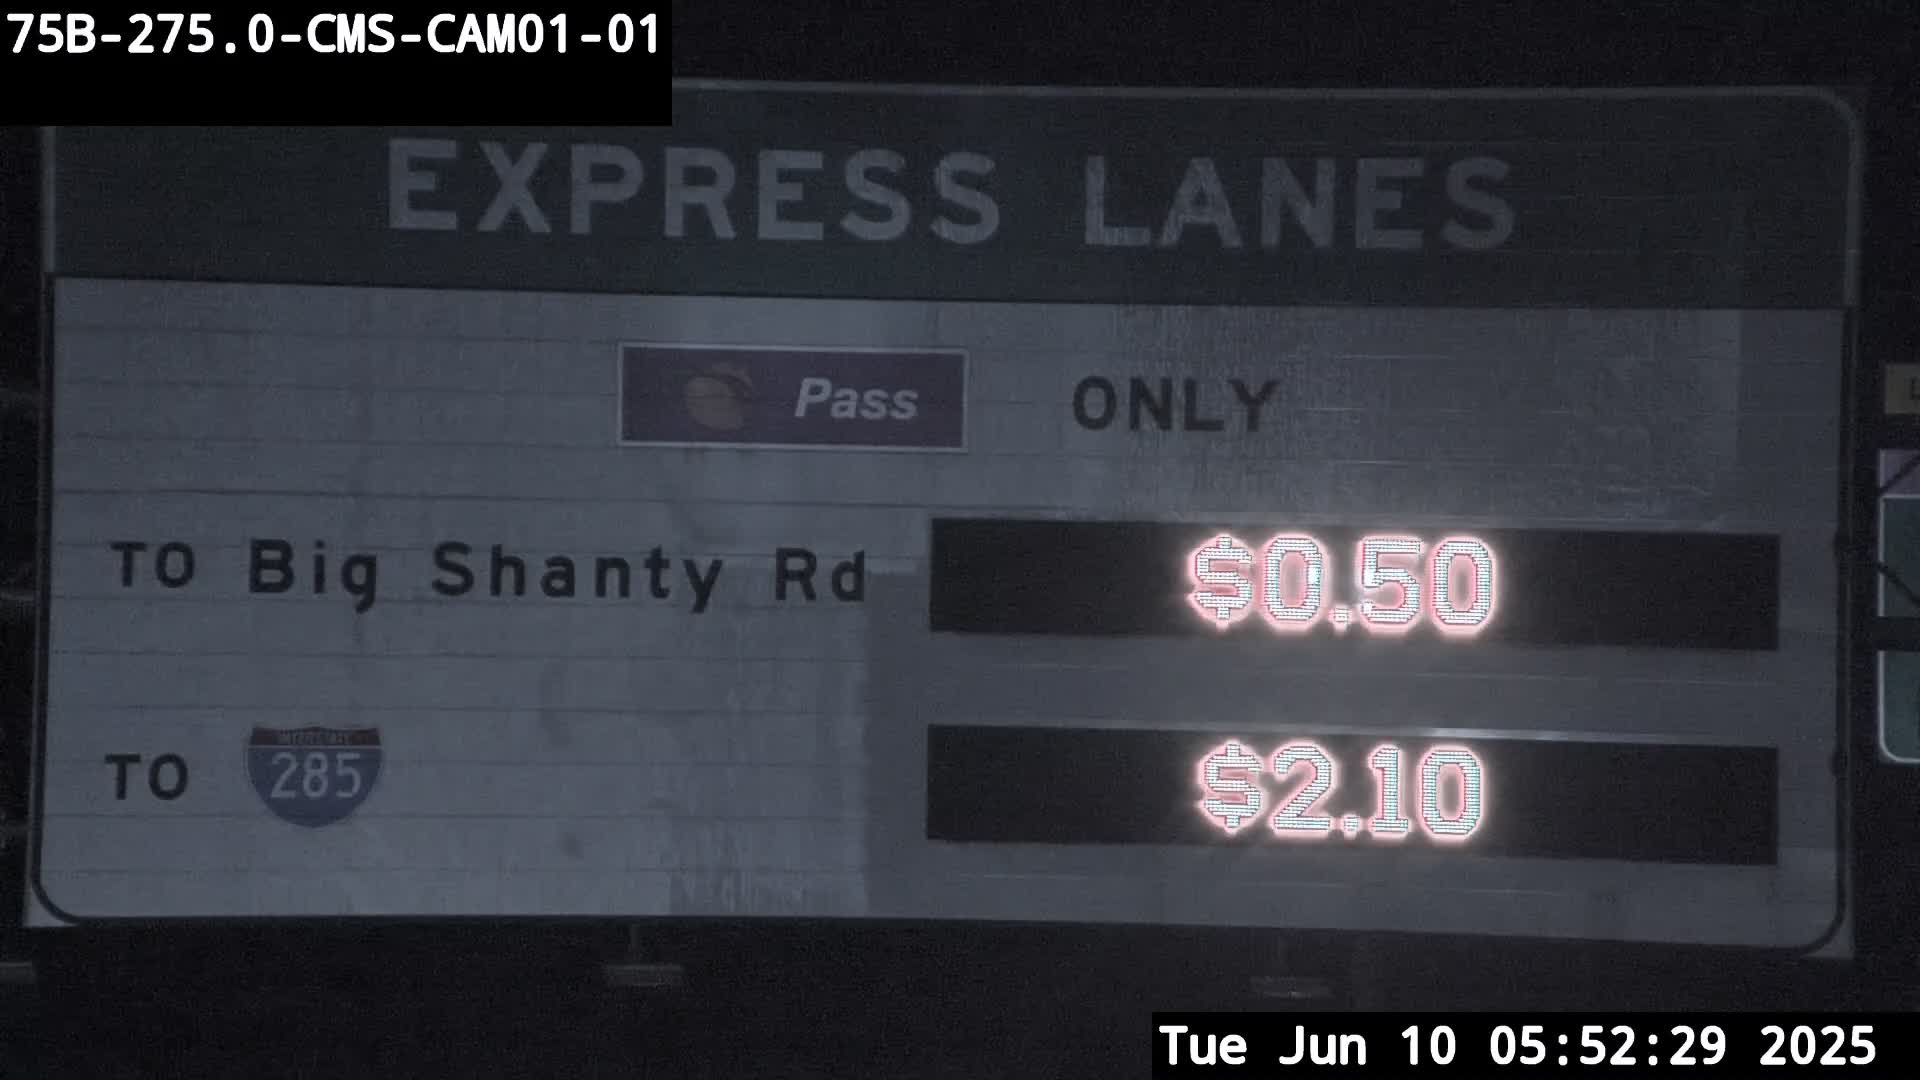 75B-275.0-CMS-CAM01-01
EXPRESS LANES
Pass ONLY
TO Big Shanty Rd $0.50
INTERSTATE
TO 285 $2.10
Tue Jun 10 05:52:29 2025